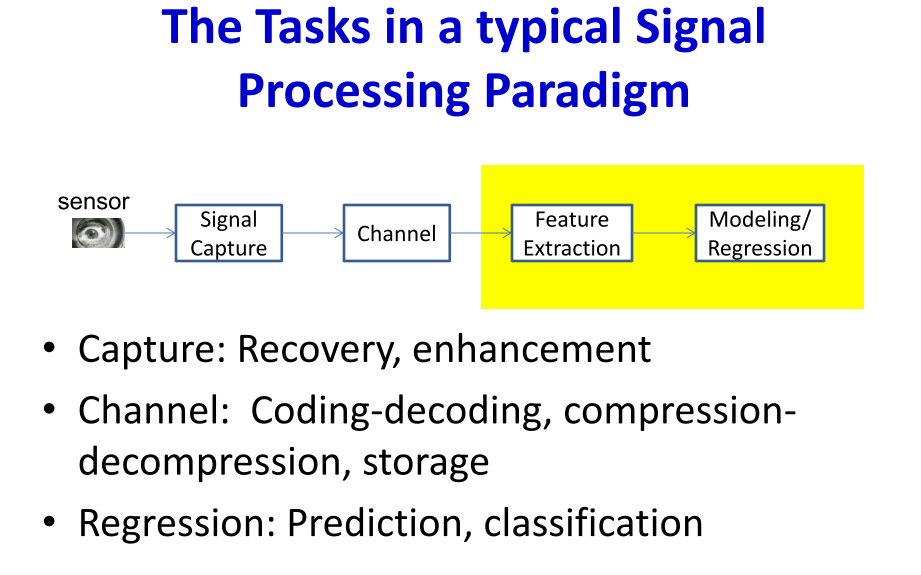 The Tasks in a typical Signal
Processing Paradigm
sensor
Signal
Capture
Channel
Feature
Extraction
Modeling/
Regression
• Capture: Recovery, enhancement
• Channel:  Coding-decoding, compression-
decompression, storage
• Regression: Prediction, classification